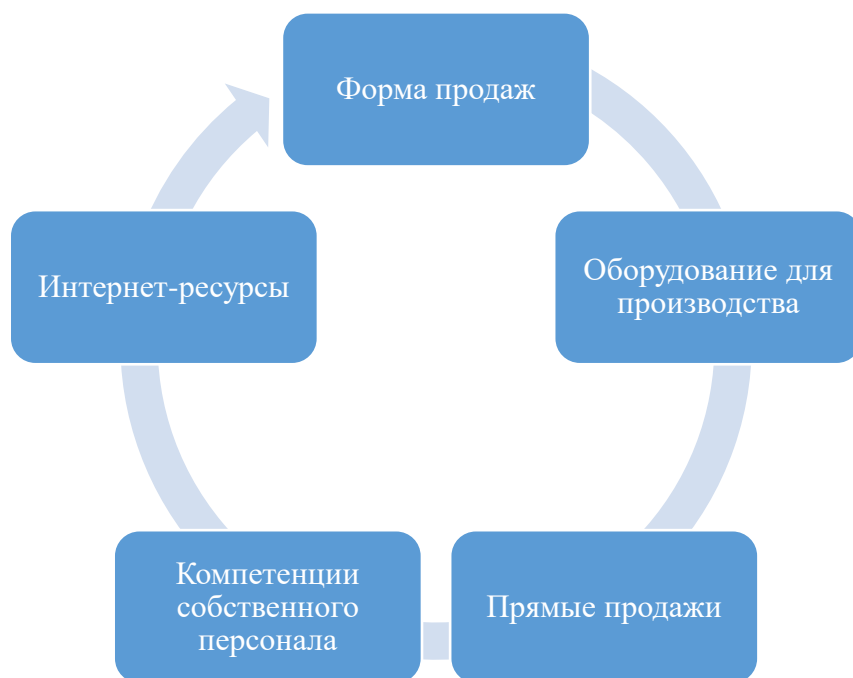 Форма продаж
Оборудование для
производства
Прямые продажи
Компетенции
собственного
персонала
Интернет-ресурсы